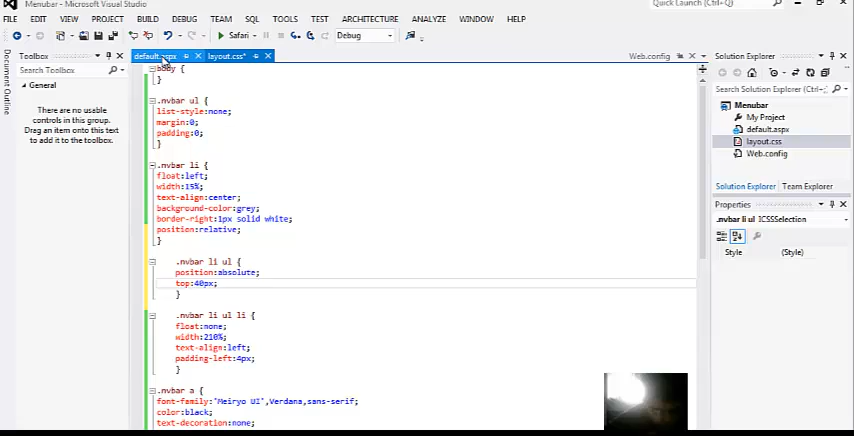 Menubar - Microsoft Visual Studio
Quick Launch (Ctrl+Q)
FILE EDIT VIEW PROJECT BUILD DEBUG TEAM SQL TOOLS TEST ARCHITECTURE ANALYZE WINDOW HELP
Safari Debug
Document Outline
Toolbox
Search Toolbox
General
There are no usable
controls in this group.
Drag an item onto this text
to add it to the toolbox.
default.aspx layout.css* Web.config
body {
}
.nvbar ul {
list-style:none;
margin:0;
padding:0;
}
.nvbar li {
float:left;
width:15%;
text-align:center;
background-color:grey;
border-right:1px solid white;
position:relative;
}
.nvbar li ul {
position:absolute;
top:40px;
}
.nvbar li ul li {
float:none;
width:210%;
text-align:left;
padding-left:4px;
}
.nvbar a {
font-family:'Meiryo UI',Verdana,sans-serif;
color:black;
text-decoration:none;
Solution Explorer
Search Solution Explorer (Ctrl+;
Menubar
My Project
default.aspx
layout.css
Web.config
Solution Explorer Team Explorer
Properties
.nvbar li ul ICSSSelection
Style (Style)